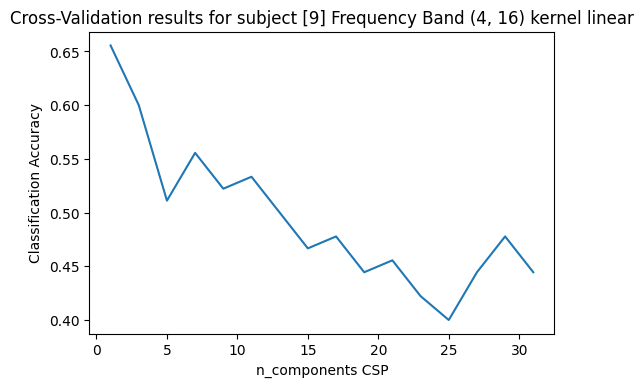 Cross-Validation results for subject [9] Frequency Band (4, 16) kernel linear
0.65
0.60
0.55
0.50
0.45
0.40
Classification Accuracy
0 5 10 15 20 25 30
n_components CSP